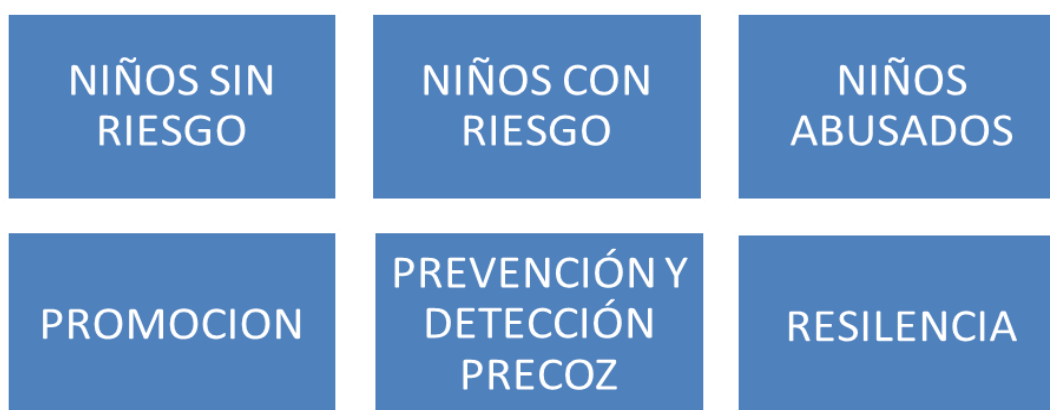 NIÑOS SIN
RIESGO
NIÑOS CON
RIESGO
NIÑOS
ABUSADOS
PROMOCION
PREVENCIÓN Y
DETECCIÓN
PRECOZ
RESILENCIA